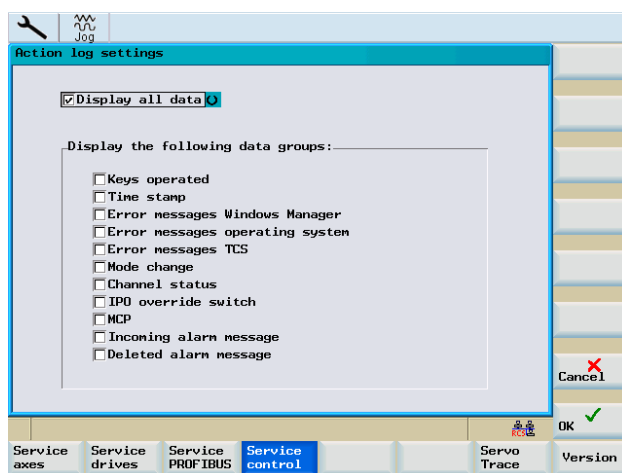 Jog
Action log settings
Display all data
Display the following data groups:
Keys operated
Time stamp
Error messages Windows Manager
Error messages operating system
Error messages TCS
Mode change
Channel status
IPO override switch
MCP
Incoming alarm message
Deleted alarm message
Cancel
OK
RCS
Service axes
Service drives
Service PROFIBUS
Service control
Servo Trace
Version